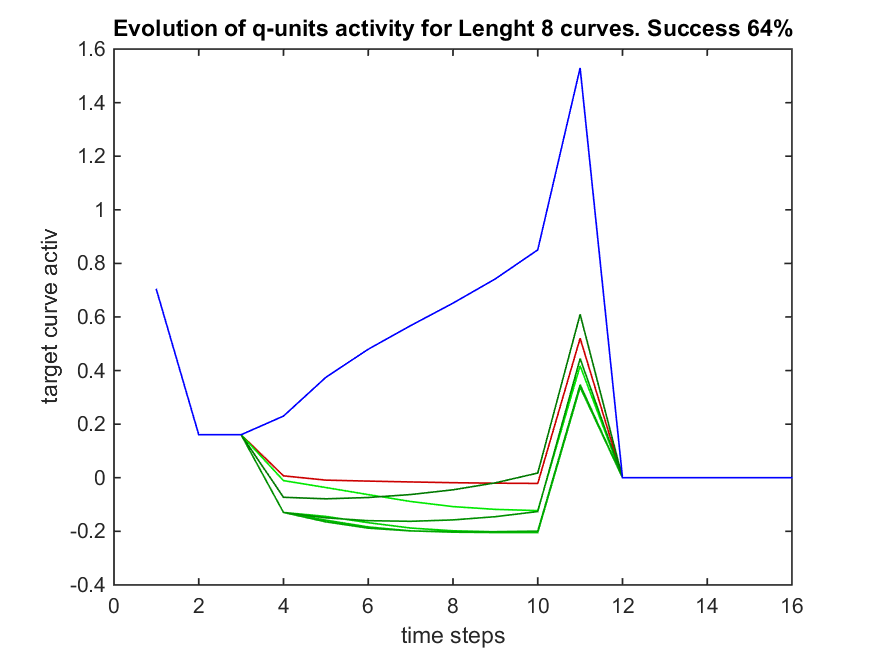 Evolution of q-units activity for Lenght 8 curves. Success 64%
1.6
1.4
1.2
1
0.8
0.6
0.4
0.2
0
-0.2
-0.4
target curve activ
0 2 4 6 8 10 12 14 16
time steps